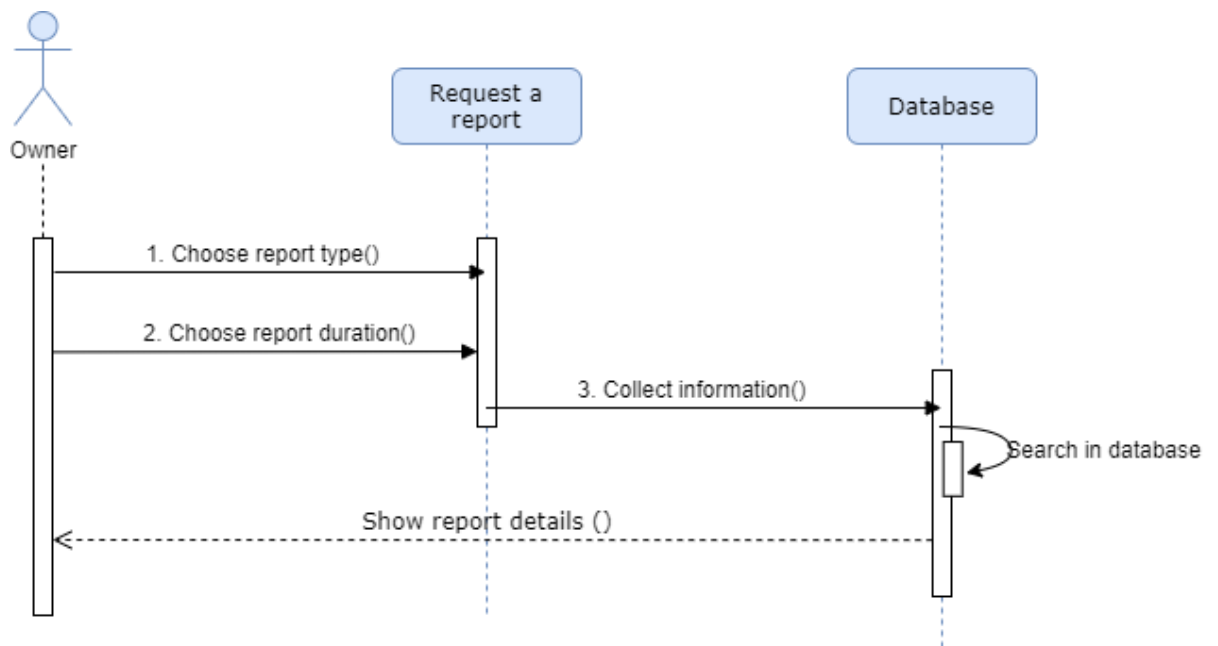 Request a
report
Database
Owner
1. Choose report type()
2. Choose report duration()
3. Collect information()
Search in database
Show report details ()